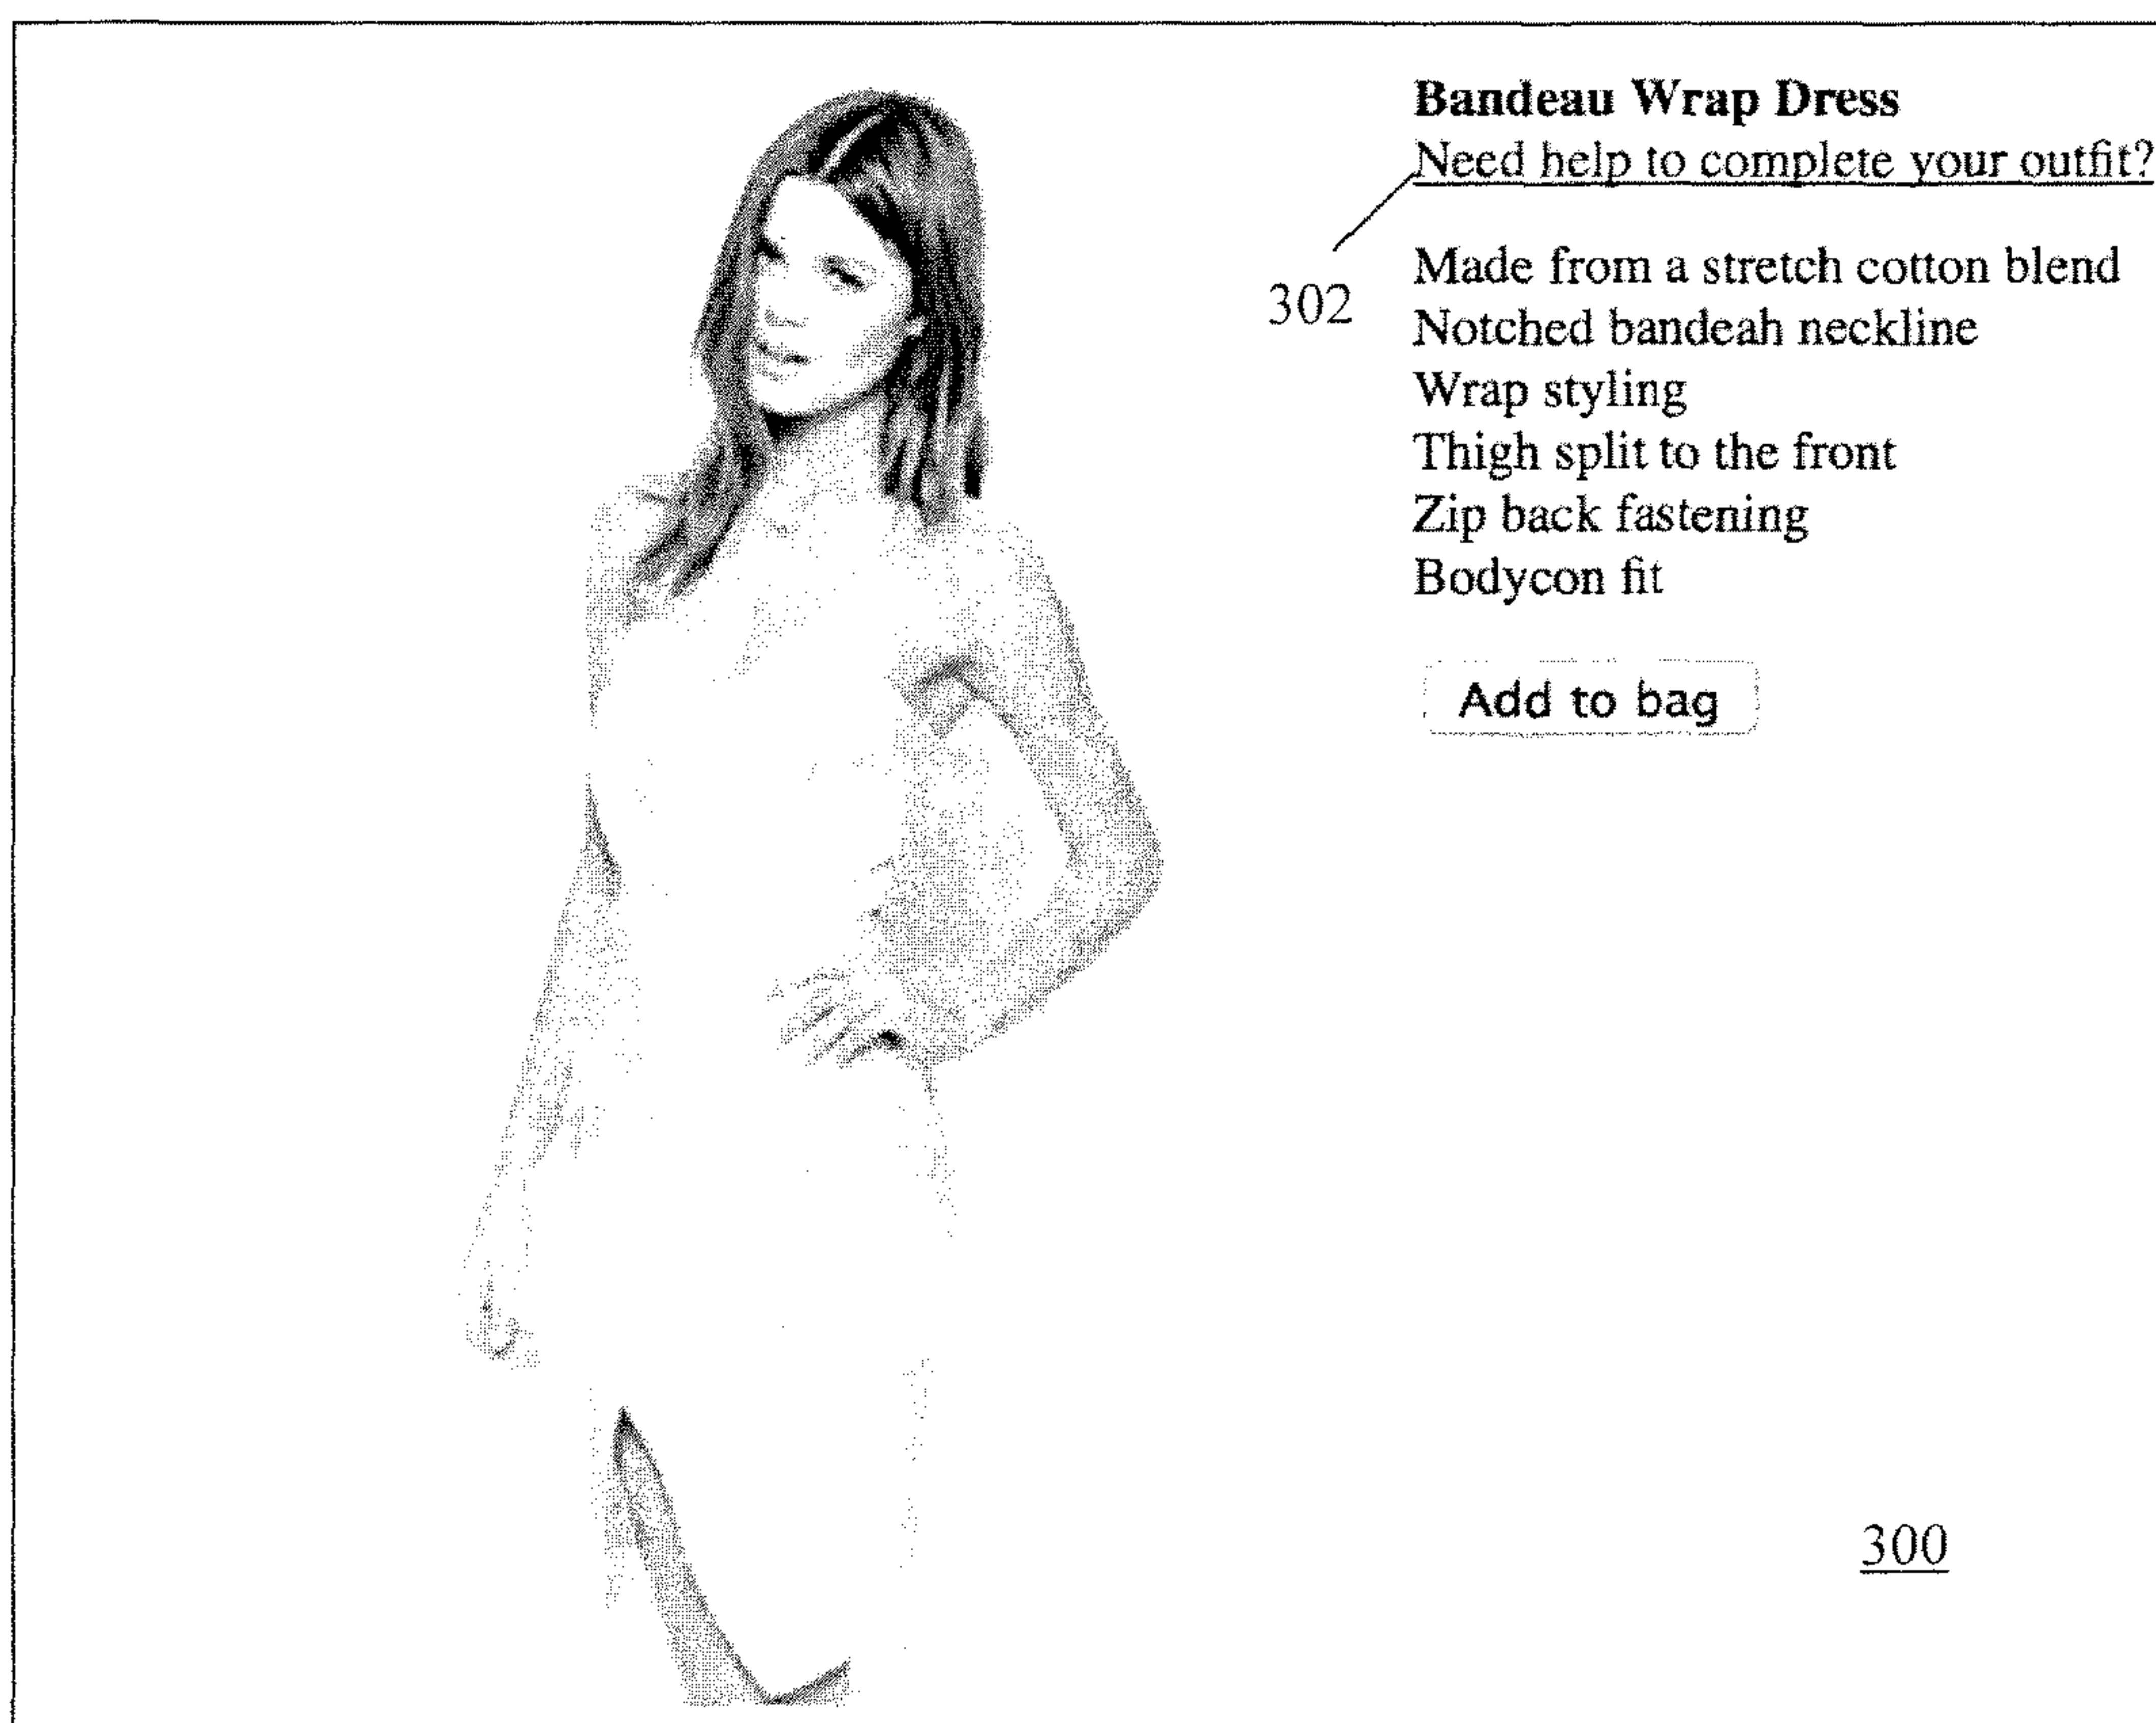 Bandeau Wrap Dress
Need help to complete your outfit?
302
Made from a stretch cotton blend
Notched bandeah neckline
Wrap styling
Thigh split to the front
Zip back fastening
Bodycon fit
Add to bag
300